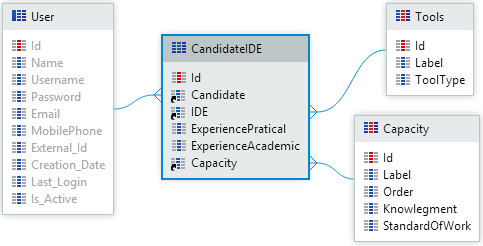 User
Id
Name
Username
Password
Email
MobilePhone
External_Id
Creation_Date
Last_Login
Is_Active
CandidateIDE
Id
Candidate
IDE
ExperiencePratical
ExperienceAcademic
Capacity
Tools
Id
Label
ToolType
Capacity
Id
Label
Order
Knowlegment
StandardOfWork